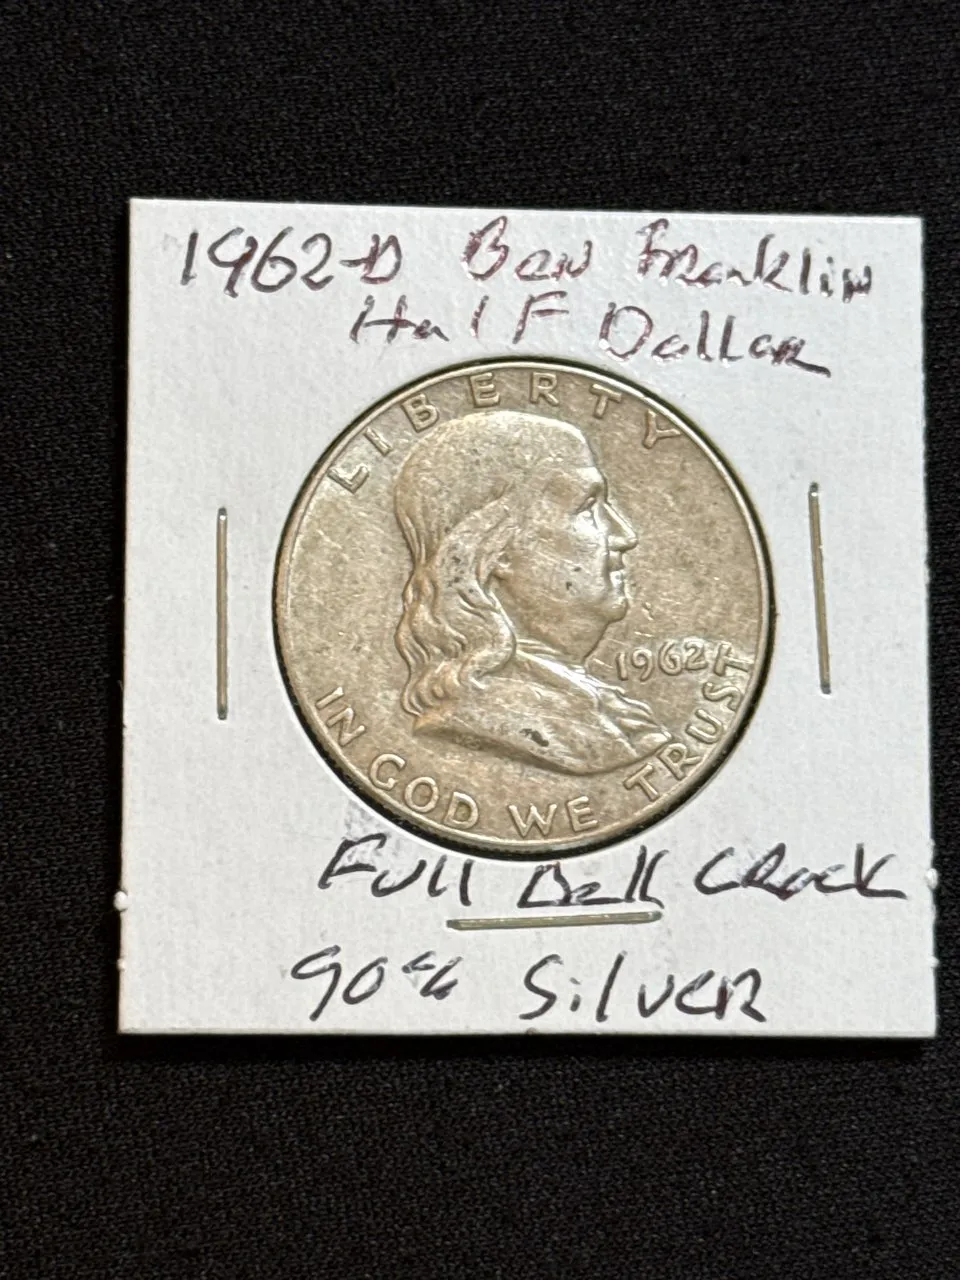 1962-D Ben Franklin
Half Dollar
LIBERTY
1962
IN GOD WE TRUST
Full Bell Crack
90% Silver